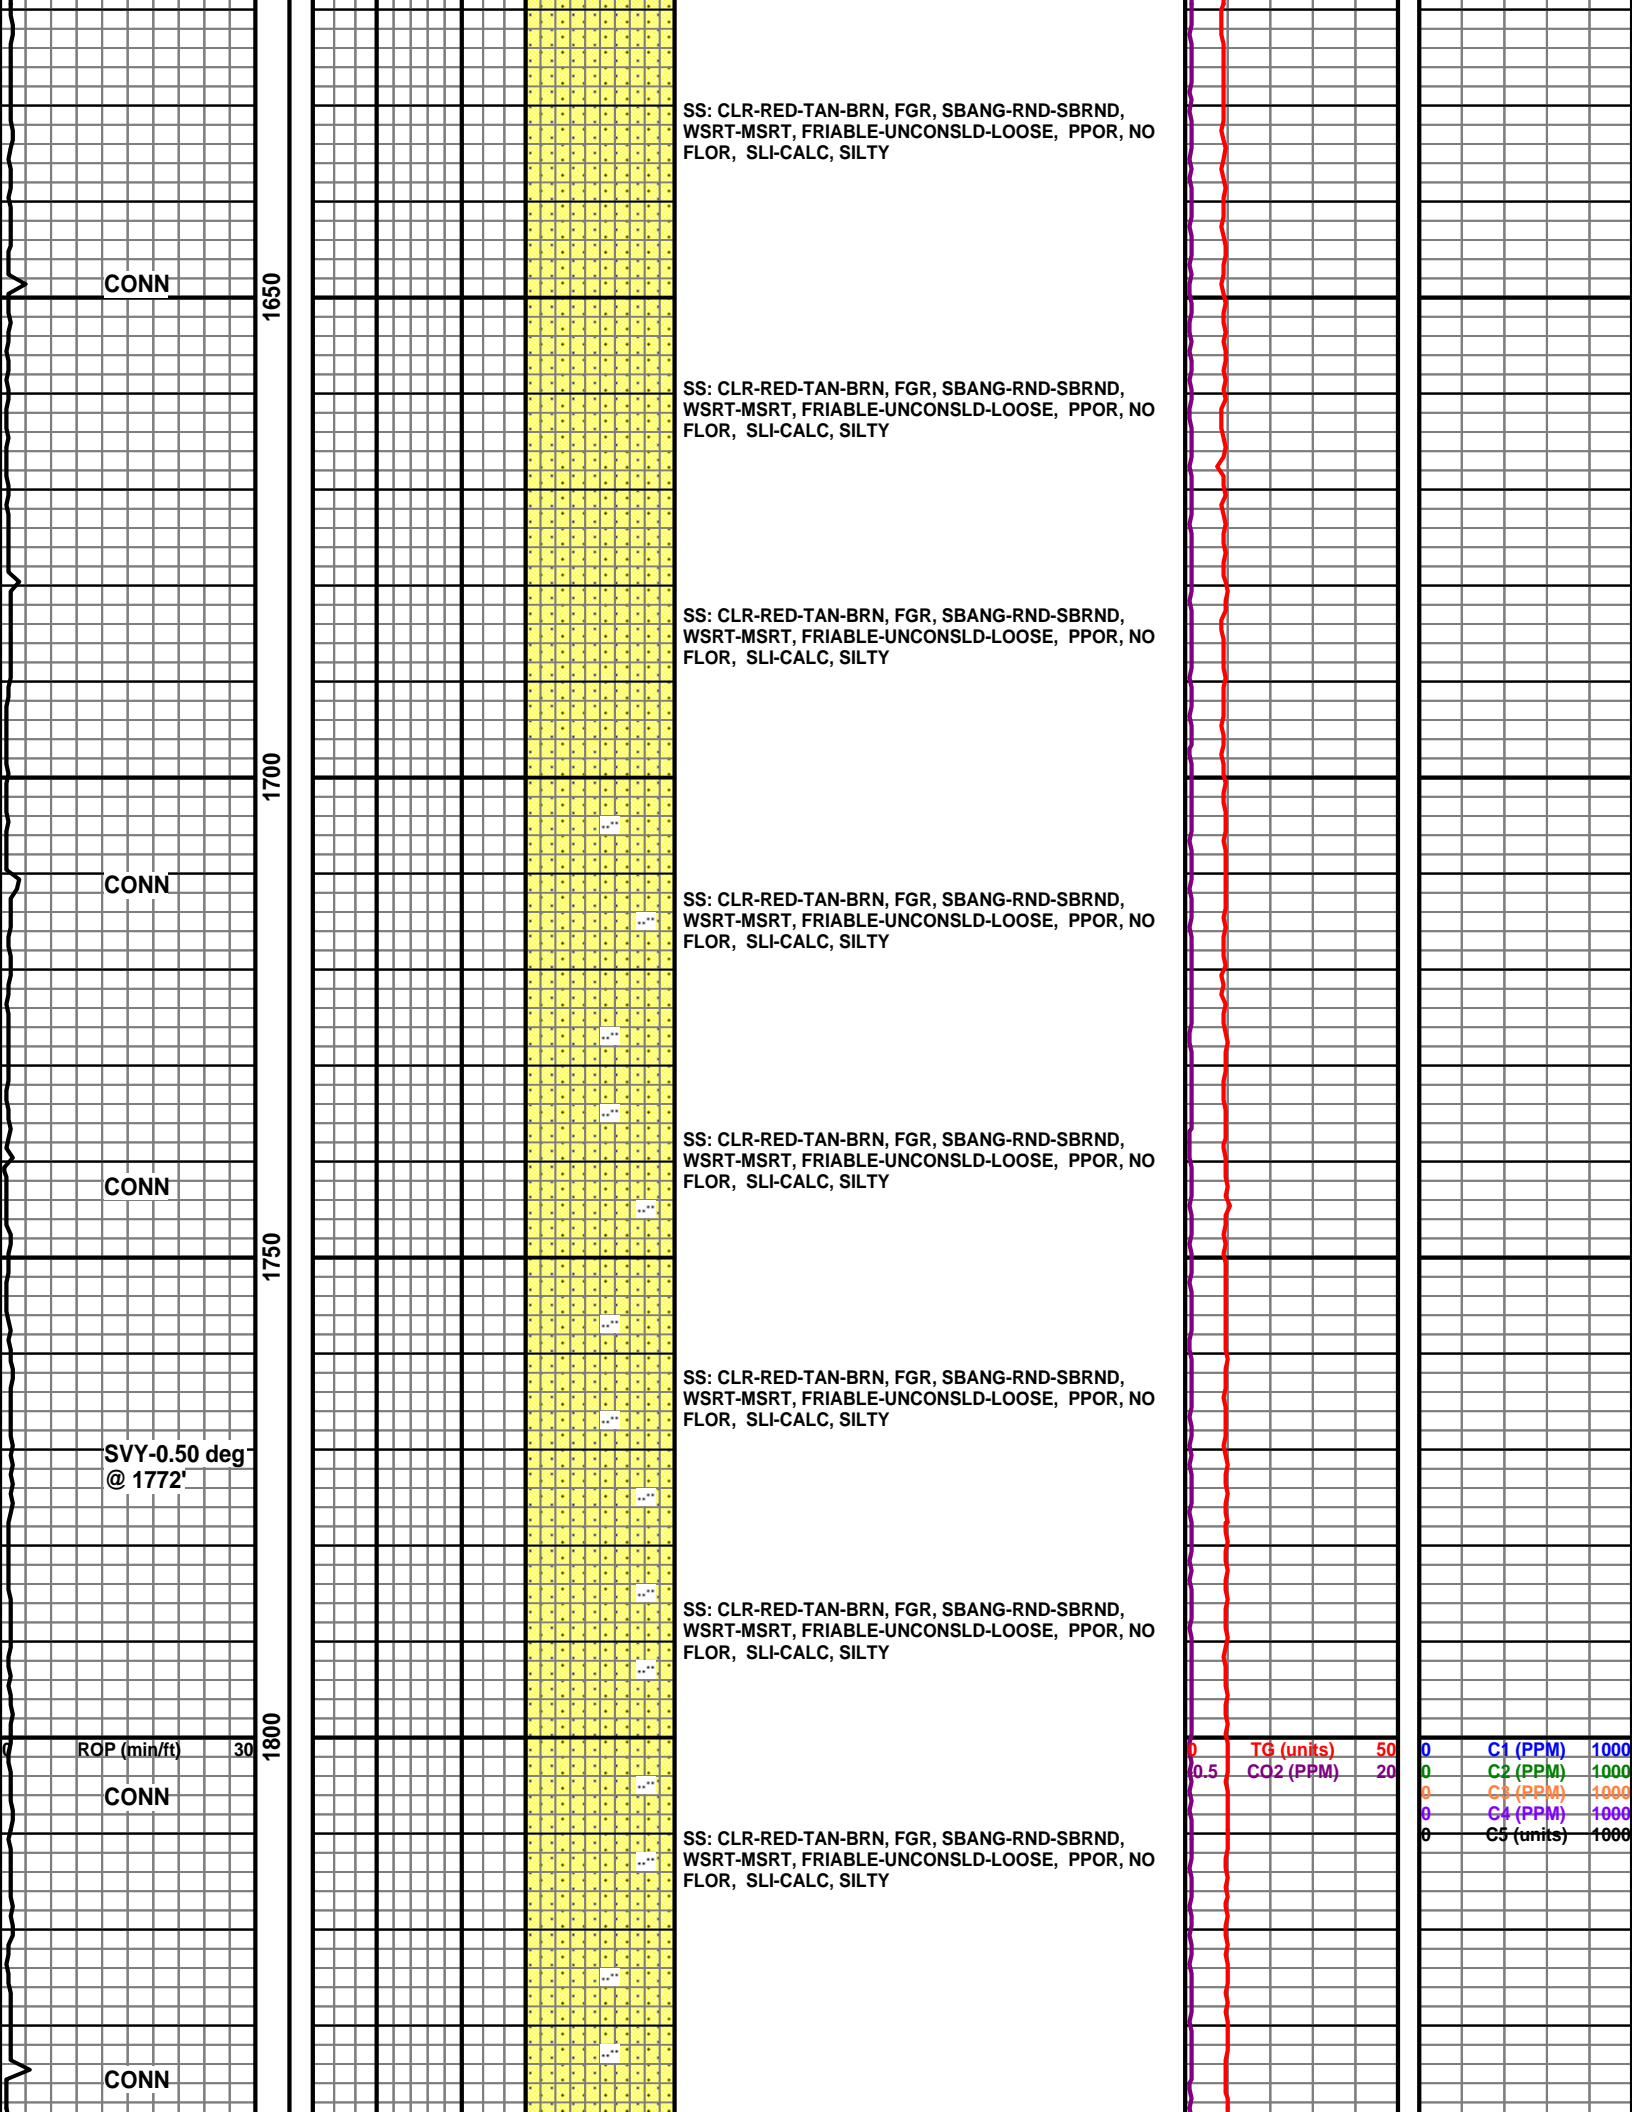 SS: CLR-RED-TAN-BRN, FGR, SBANG-RND-SBRND,
WSRT-MSRT, FRIABLE-UNCONSLD-LOOSE, PPOR, NO
FLOR, SLI-CALC, SILTY
CONN
1650
SS: CLR-RED-TAN-BRN, FGR, SBANG-RND-SBRND,
WSRT-MSRT, FRIABLE-UNCONSLD-LOOSE, PPOR, NO
FLOR, SLI-CALC, SILTY
SS: CLR-RED-TAN-BRN, FGR, SBANG-RND-SBRND,
WSRT-MSRT, FRIABLE-UNCONSLD-LOOSE, PPOR, NO
FLOR, SLI-CALC, SILTY
1700
CONN
SS: CLR-RED-TAN-BRN, FGR, SBANG-RND-SBRND,
WSRT-MSRT, FRIABLE-UNCONSLD-LOOSE, PPOR, NO
FLOR, SLI-CALC, SILTY
SS: CLR-RED-TAN-BRN, FGR, SBANG-RND-SBRND,
WSRT-MSRT, FRIABLE-UNCONSLD-LOOSE, PPOR, NO
FLOR, SLI-CALC, SILTY
CONN
1750
SS: CLR-RED-TAN-BRN, FGR, SBANG-RND-SBRND,
WSRT-MSRT, FRIABLE-UNCONSLD-LOOSE, PPOR, NO
FLOR, SLI-CALC, SILTY
SVY-0.50 deg
@ 1772'
SS: CLR-RED-TAN-BRN, FGR, SBANG-RND-SBRND,
WSRT-MSRT, FRIABLE-UNCONSLD-LOOSE, PPOR, NO
FLOR, SLI-CALC, SILTY
1800
0 ROP (min/ft) 30
0 TG (units) 50
0.5 CO2 (PPM) 20
0 C1 (PPM) 1000
0 C2 (PPM) 1000
0 C3 (PPM) 1000
0 C4 (PPM) 1000
0 C5 (units) 1000
CONN
SS: CLR-RED-TAN-BRN, FGR, SBANG-RND-SBRND,
WSRT-MSRT, FRIABLE-UNCONSLD-LOOSE, PPOR, NO
FLOR, SLI-CALC, SILTY
CONN